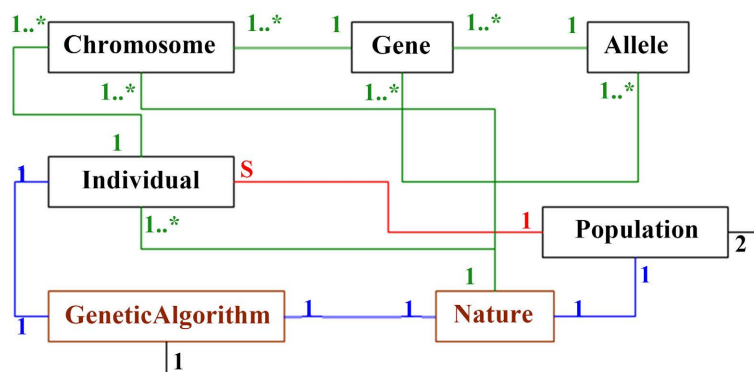 1..* 1..* 1 1..* 1
Chromosome Gene Allele
1..* 1..* 1..*
1
1 Individual S
1..* 1 Population 2
1 1
GeneticAlgorithm 1 1 Nature 1
1
1